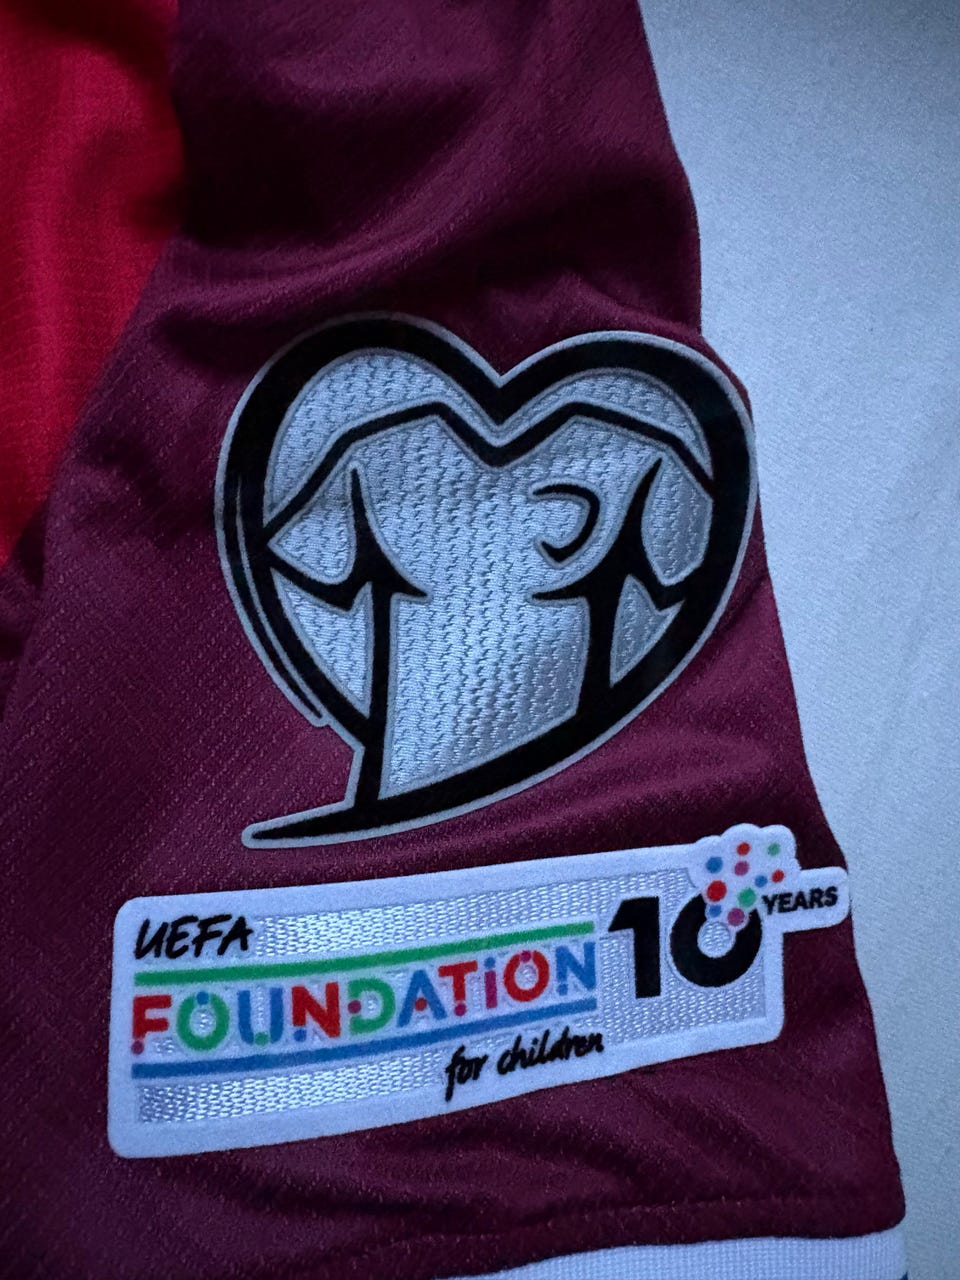 UEFA
FOUNDATION
for children
10 YEARS